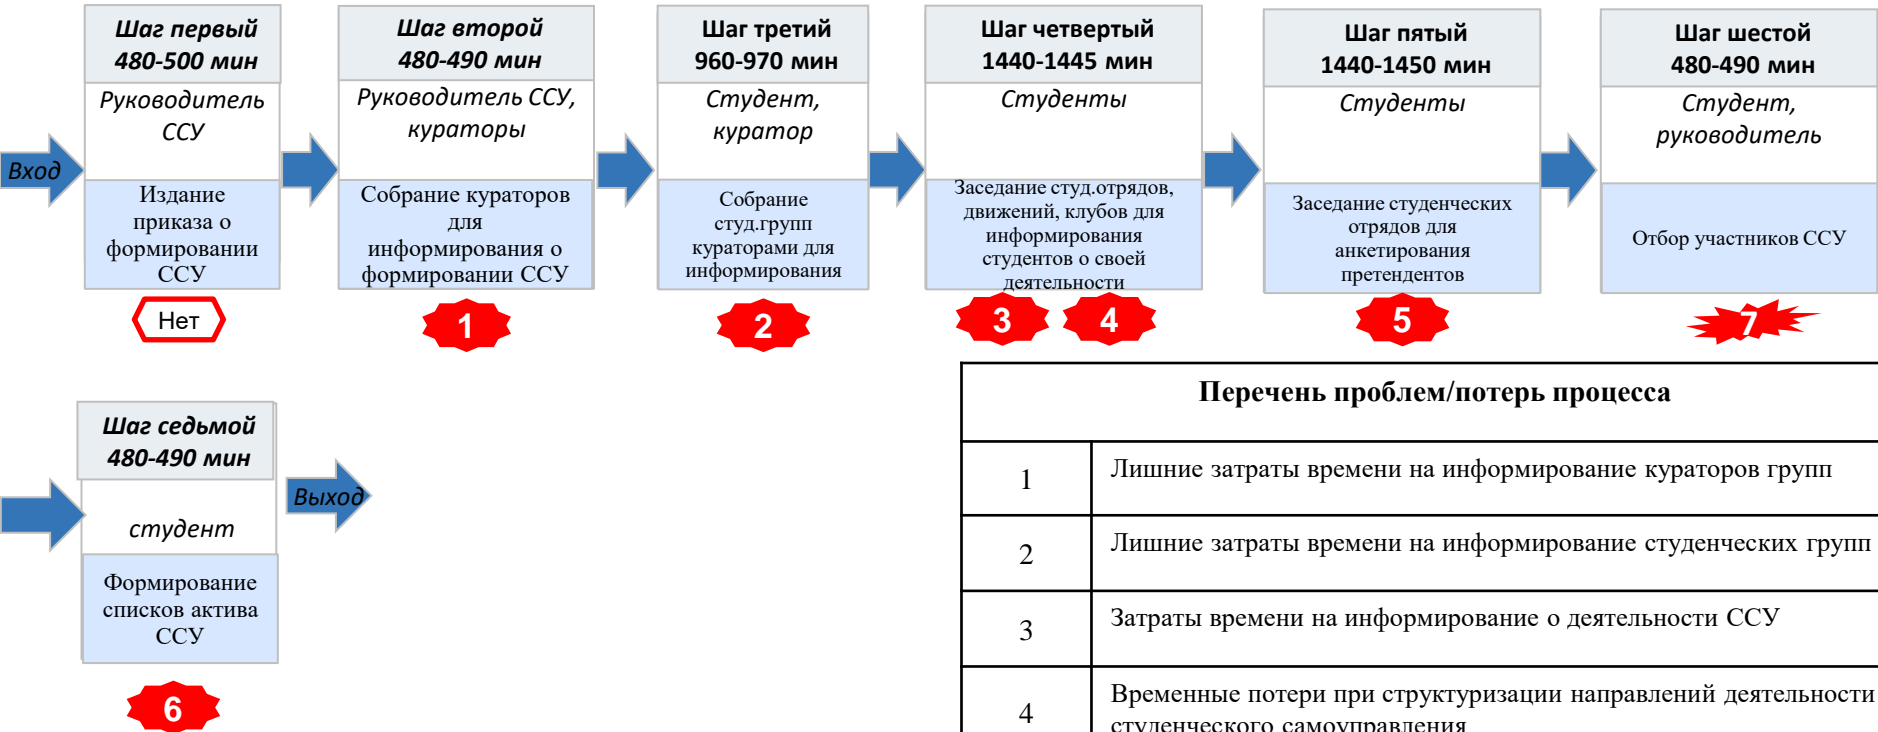 Вход
Шаг первый
480-500 мин
Руководитель
ССУ
Издание
приказа о
формировании
ССУ
Нет
Шаг второй
480-490 мин
Руководитель ССУ,
кураторы
Собрание кураторов
для
информирования о
формировании ССУ
1
Шаг третий
960-970 мин
Студент,
куратор
Собрание
студ.групп
кураторами для
информирования
2
Шаг четвертый
1440-1445 мин
Студенты
Заседание студ.отрядов,
движений, клубов для
информирования
студентов о своей
деятельности
3
4
Шаг пятый
1440-1450 мин
Студенты
Заседание студенческих
отрядов для
анкетирования
претендентов
5
Шаг шестой
480-490 мин
Студент,
руководитель
Отбор участников ССУ
7
Шаг седьмой
480-490 мин
студент
Формирование
списков актива
ССУ
6
Выход
Перечень проблем/потерь процесса
1
Лишние затраты времени на информирование кураторов групп
2
Лишние затраты времени на информирование студенческих групп
3
Затраты времени на информирование о деятельности ССУ
4
Временные потери при структуризации направлений деятельности
студенческого самоуправления